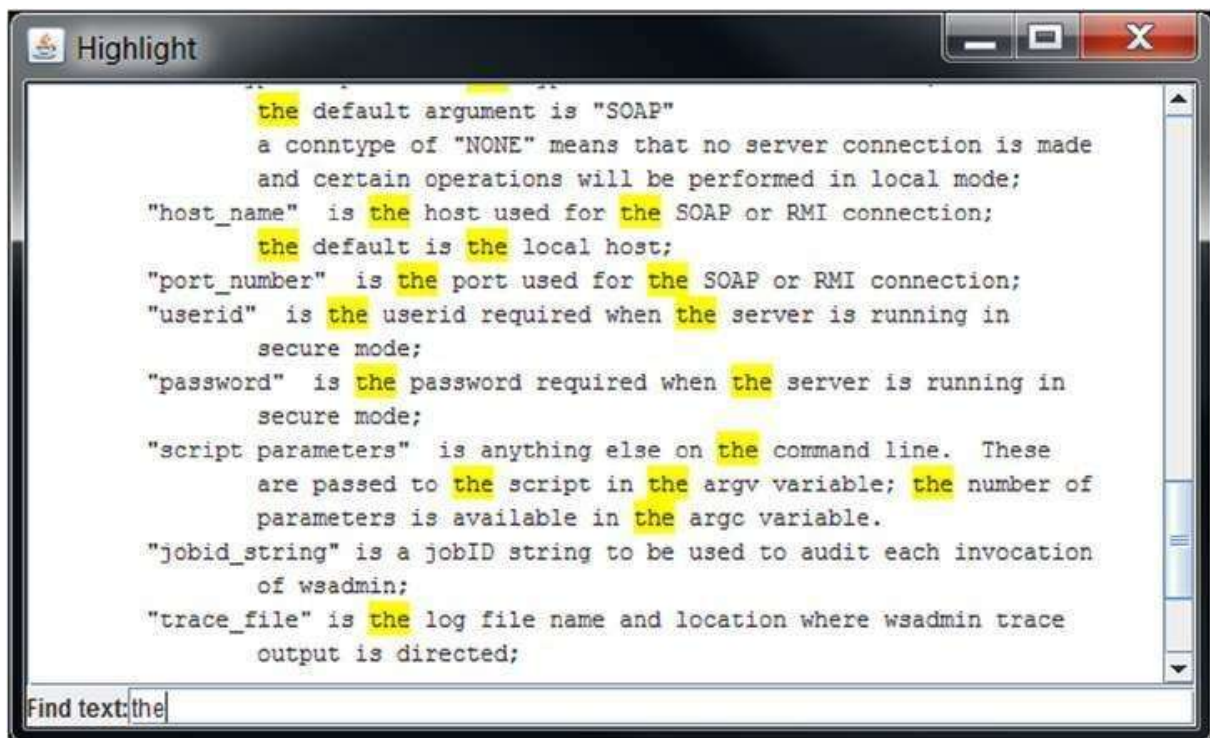 Highlight
the default argument is "SOAP"
a conntype of "NONE" means that no server connection is made
and certain operations will be performed in local mode;
"host_name"  is the host used for the SOAP or RMI connection;
the default is the local host;
"port_number"  is the port used for the SOAP or RMI connection;
"userid"  is the userid required when the server is running in
secure mode;
"password"  is the password required when the server is running in
secure mode;
"script parameters"  is anything else on the command line.  These
are passed to the script in the argv variable; the number of
parameters is available in the argc variable.
"jobid_string" is a jobID string to be used to audit each invocation
of wsadmin;
"trace_file" is the log file name and location where wsadmin trace
output is directed;
Find text:the